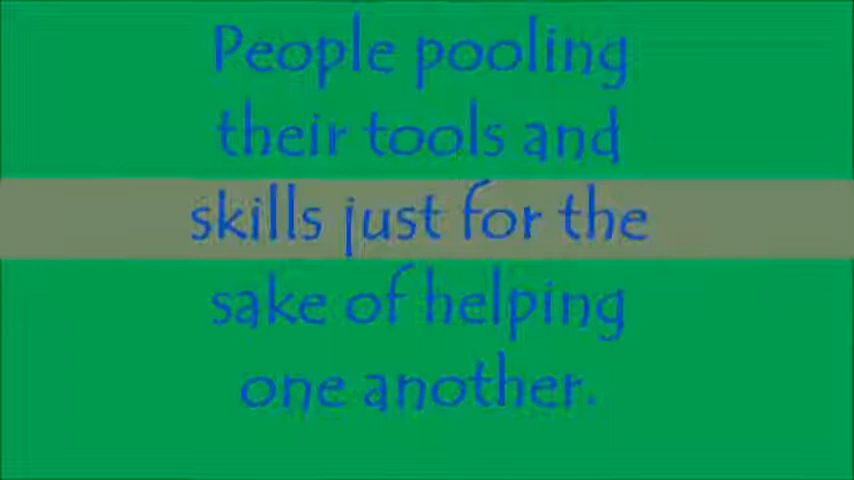 People pooling
their tools and
skills just for the
sake of helping
one another.